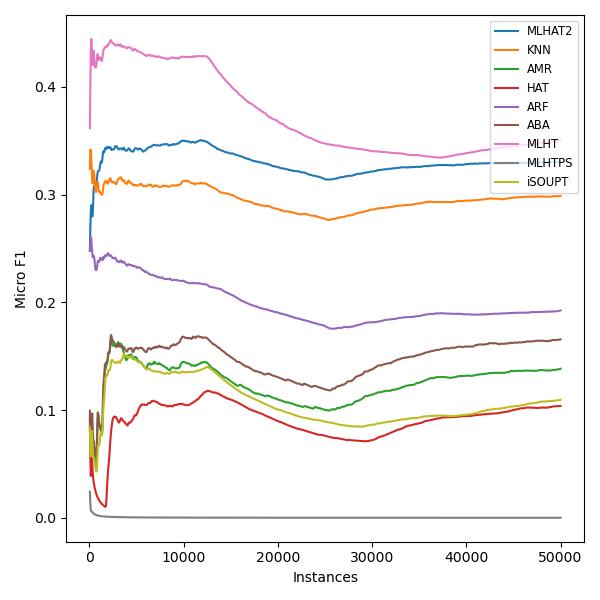 MLHAT2
KNN
AMR
HAT
ARF
ABA
MLHT
MLHTPS
iSOUPT
Micro F1
0.4
0.3
0.2
0.1
0.0
0 10000 20000 30000 40000 50000
Instances